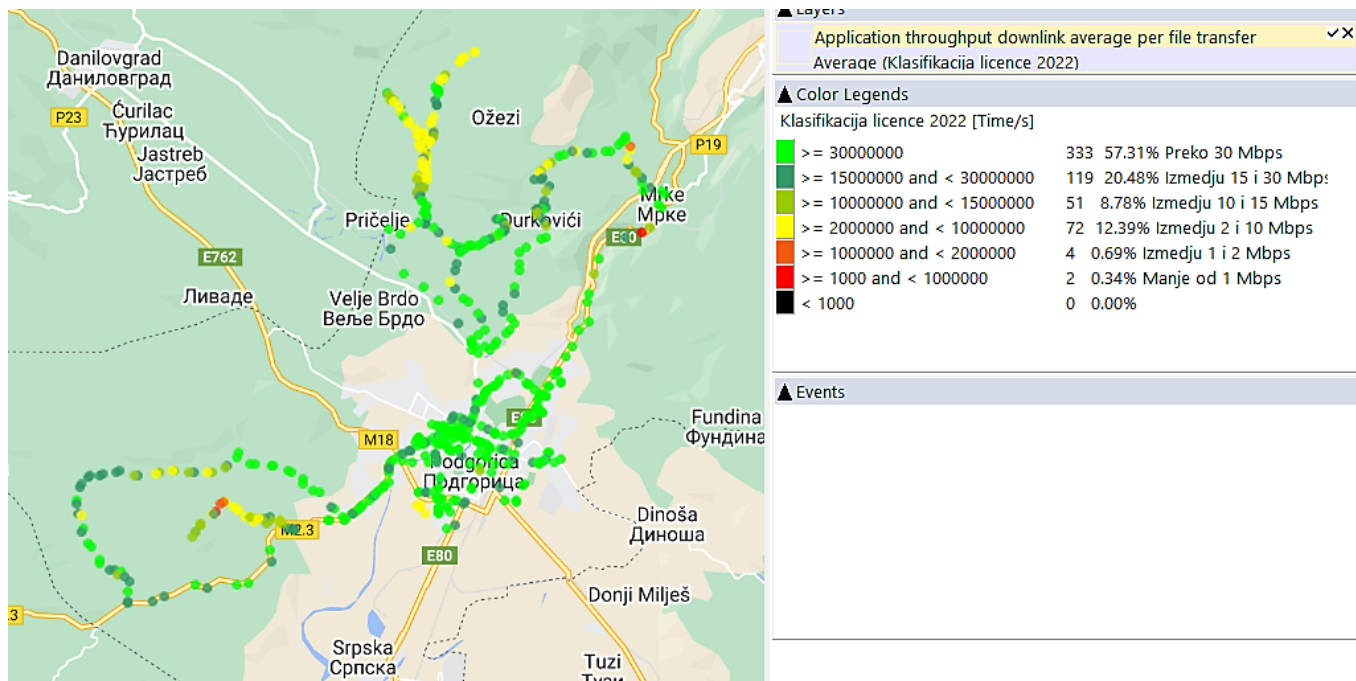 Danilovgrad
Даниловград
P23
Ćurilac
Ћурилац
Jastreb
Јастреб
Ožezi
P19
Mrke
Мрке
Pričelje
Đurkovići
E80
E762
Ливаде
Velje Brdo
Веље Брдо
Fundina
Фундина
M18
Podgorica
Подгорица
M2.3
Dinoša
Диноша
E80
Donji Milješ
.3
Srpska
Српска
Tuzi
Тузи
Layers
Application throughput downlink average per file transfer
Average (Klasifikacija licence 2022)
Color Legends
Klasifikacija licence 2022 [Time/s]
>= 30000000 333 57.31% Preko 30 Mbps
>= 15000000 and < 30000000 119 20.48% Izmedju 15 i 30 Mbps
>= 10000000 and < 15000000 51 8.78% Izmedju 10 i 15 Mbps
>= 2000000 and < 10000000 72 12.39% Izmedju 2 i 10 Mbps
>= 1000000 and < 2000000 4 0.69% Izmedju 1 i 2 Mbps
>= 1000 and < 1000000 2 0.34% Manje od 1 Mbps
< 1000 0 0.00%
Events